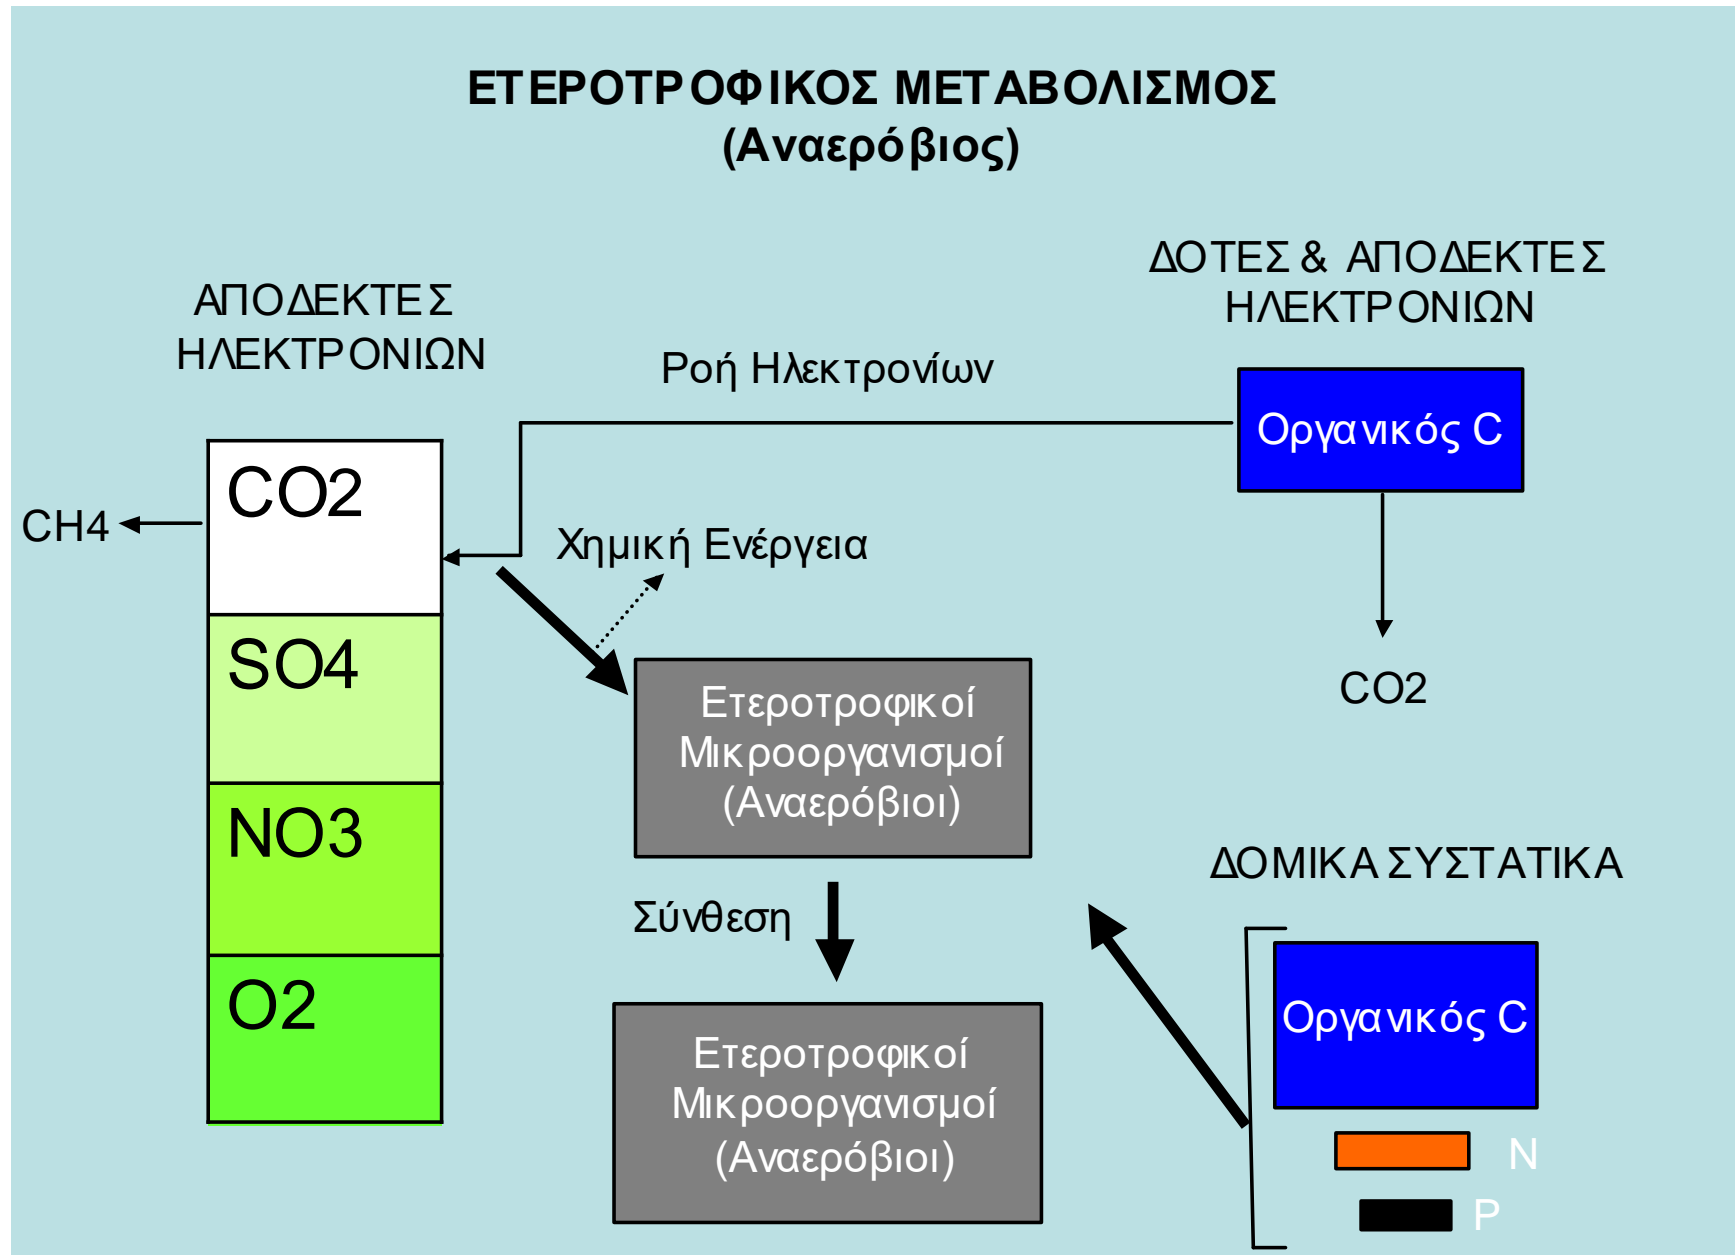 ΕΤΕΡΟΤΡΟΦΙΚΟΣ ΜΕΤΑΒΟΛΙΣΜΟΣ
(Αναερόβιος)
ΔΟΤΕΣ & ΑΠΟΔΕΚΤΕΣ
ΗΛΕΚΤΡΟΝΙΩΝ
ΑΠΟΔΕΚΤΕΣ
ΗΛΕΚΤΡΟΝΙΩΝ
Ροή Ηλεκτρονίων
Οργανικός C
CO2
CH4
Χημική Ενέργεια
SO4
Ετεροτροφικοί
Μικροοργανισμοί
(Αναερόβιοι)
CO2
NO3
ΔΟΜΙΚΑ ΣΥΣΤΑΤΙΚΑ
Σύνθεση
O2
Οργανικός C
Ετεροτροφικοί
Μικροοργανισμοί
(Αναερόβιοι)
N
P